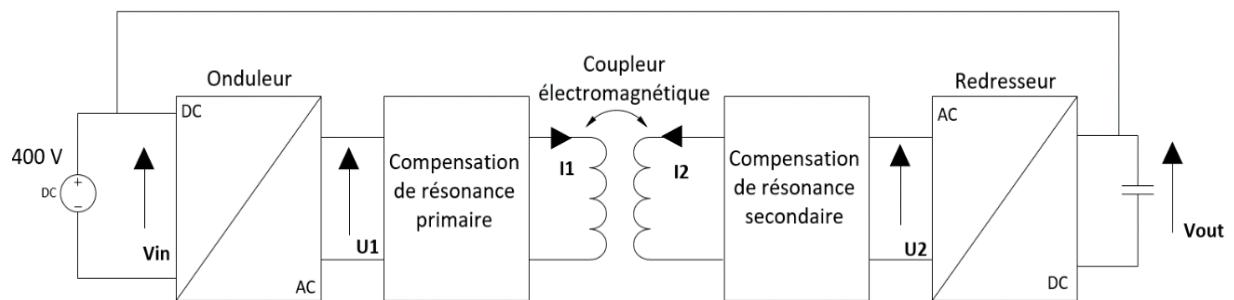 Onduleur
Coupleur
électromagnétique
Redresseur
DC
AC
400 V
DC
+
−
Vin
AC
U1
Compensation
de résonance
primaire
I1
I2
Compensation
de résonance
secondaire
U2
DC
Vout